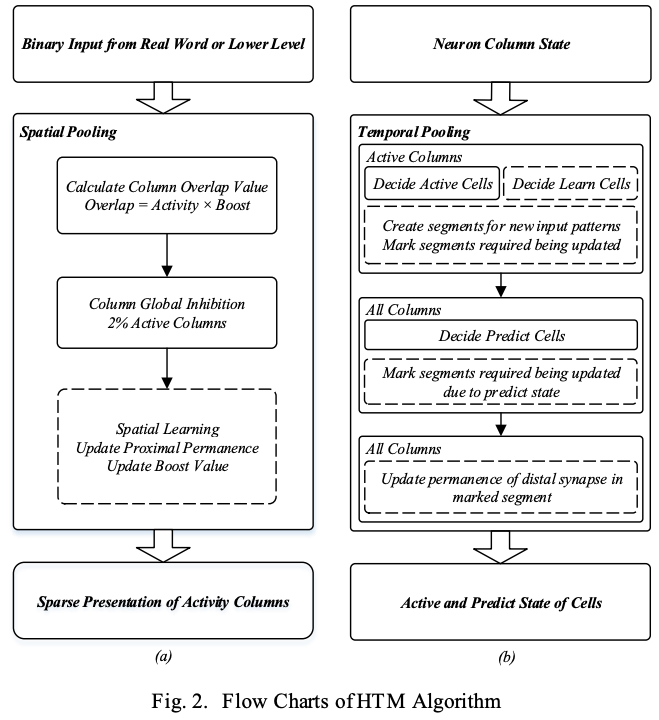 Binary Input from Real Word or Lower Level
Spatial Pooling
Calculate Column Overlap Value
Overlap = Activity × Boost
Column Global Inhibition
2% Active Columns
Spatial Learning
Update Proximal Permanence
Update Boost Value
Sparse Presentation of Activity Columns
(a)
Neuron Column State
Temporal Pooling
Active Columns
Decide Active Cells
Decide Learn Cells
Create segments for new input patterns
Mark segments required being updated
All Columns
Decide Predict Cells
Mark segments required being updated
due to predict state
All Columns
Update permanence of distal synapse in
marked segment
Active and Predict State of Cells
(b)
Fig. 2. Flow Charts of HTM Algorithm